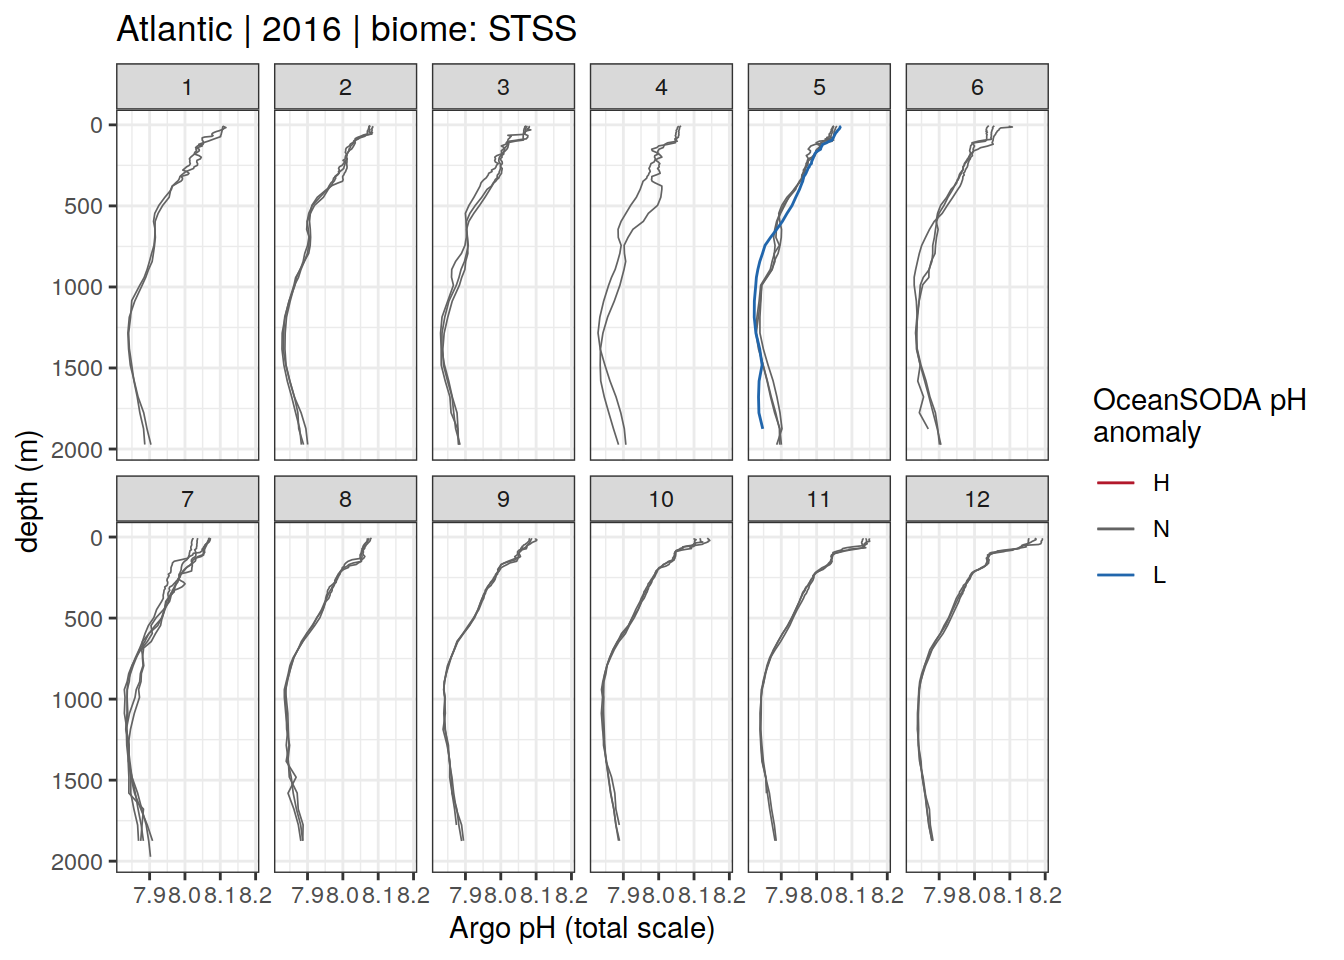 Atlantic | 2016 | biome: STSS
1 2 3 4 5 6
0
500
1000
1500
2000
7 8 9 10 11 12
0
500
1000
1500
2000
7.98.08.18.2 7.98.08.18.2 7.98.08.18.2 7.98.08.18.2 7.98.08.18.2 7.98.08.18.2
Argo pH (total scale)
depth (m)
OceanSODA pH
anomaly
H
N
L